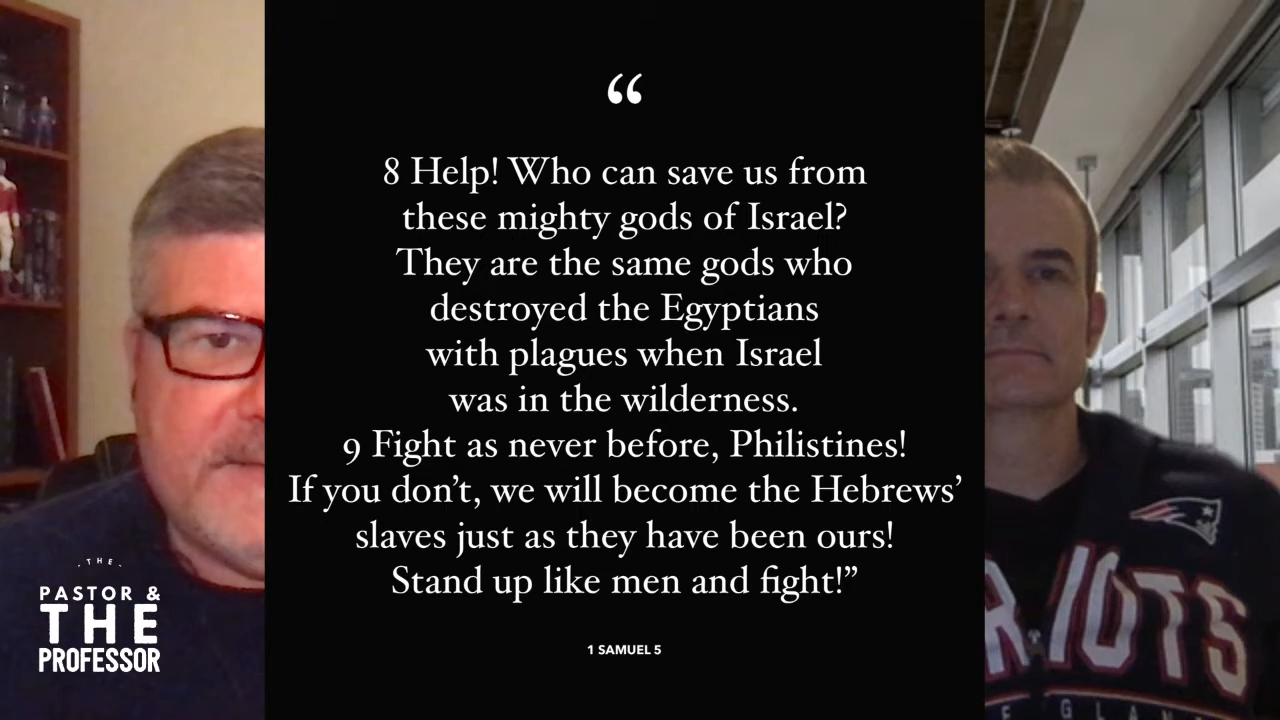 “
8 Help! Who can save us from
these mighty gods of Israel?
They are the same gods who
destroyed the Egyptians
with plagues when Israel
was in the wilderness.
9 Fight as never before, Philistines!
If you don’t, we will become the Hebrews’
slaves just as they have been ours!
Stand up like men and fight!”
1 SAMUEL 5
· THE ·
PASTOR &
THE
PROFESSOR
RIOTS
E GLAN